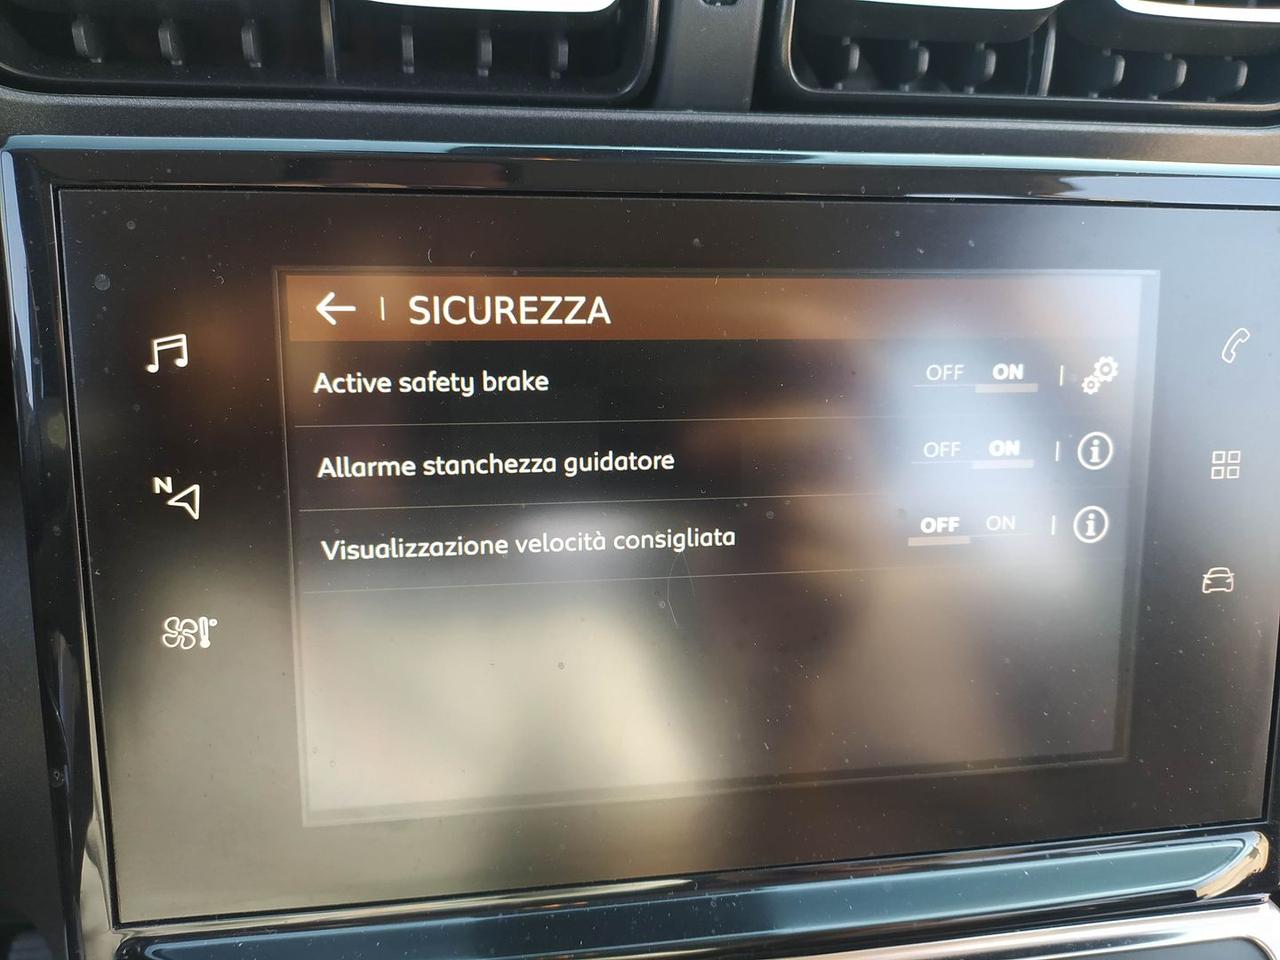 SICUREZZA
Active safety brake OFF ON
Allarme stanchezza guidatore OFF ON i
N
Visualizzazione velocità consigliata OFF ON i